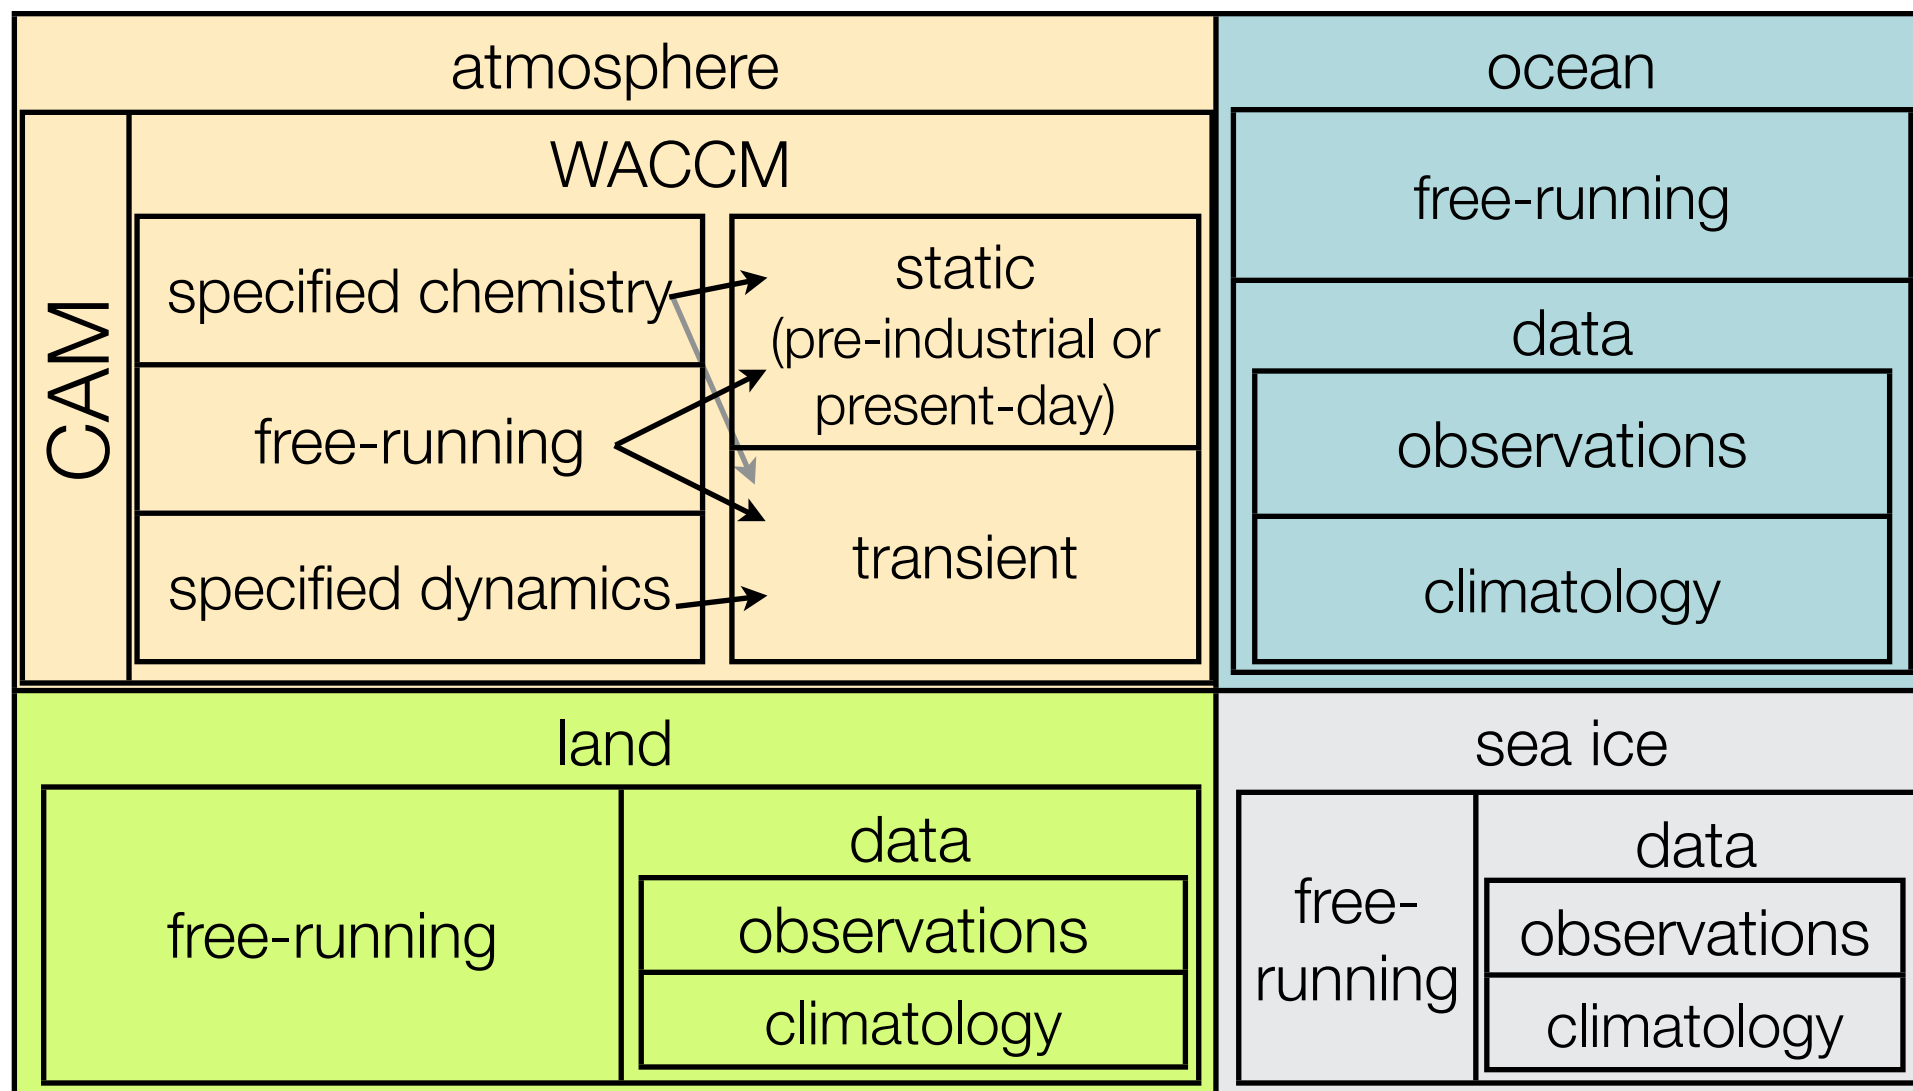 atmosphere
CAM
WACCM
specified chemistry
free-running
specified dynamics
static
(pre-industrial or
present-day)
transient
ocean
free-running
data
observations
climatology
land
free-running
data
observations
climatology
sea ice
free-
running
data
observations
climatology